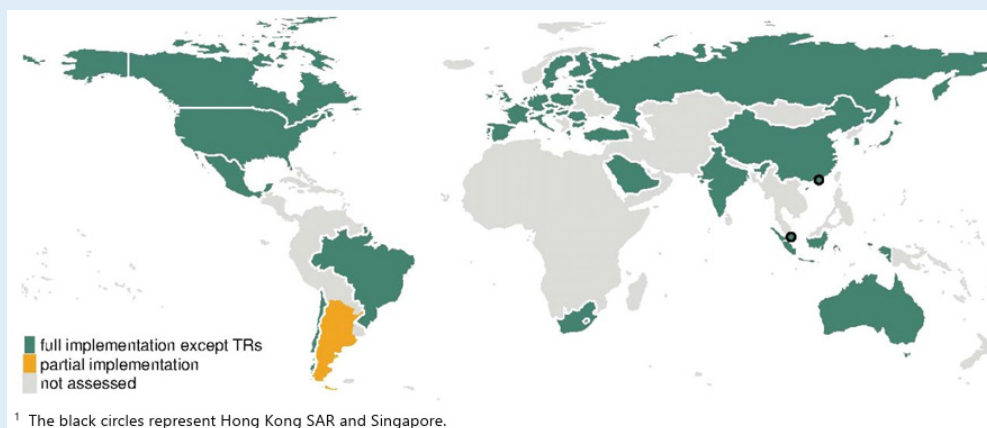 full implementation except TRs
partial implementation
not assessed
1 The black circles represent Hong Kong SAR and Singapore.